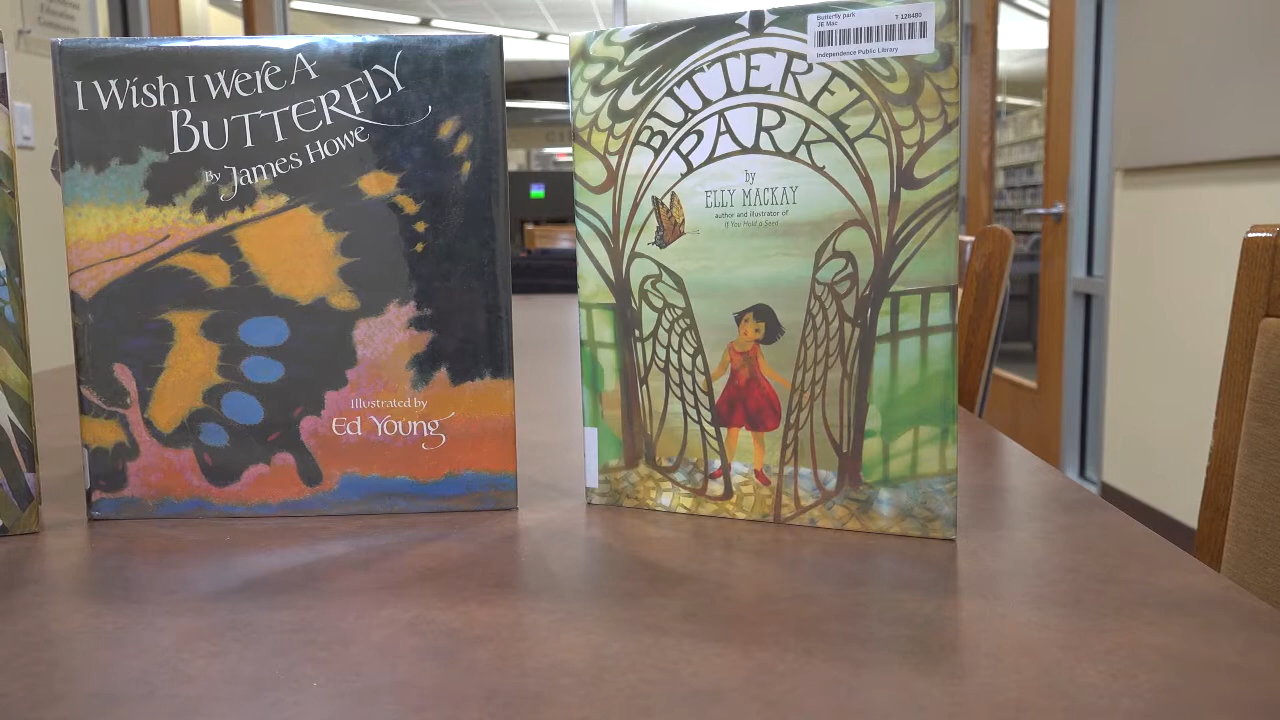 I Wish I Were A
BUTTERFLY
By James Howe
Illustrated by
Ed Young
Butterfly park T 128480
JE Mac
Independence Public Library
BUTTERFLY
PARK
by
ELLY MACKAY
author and illustrator of
If You Hold a Seed